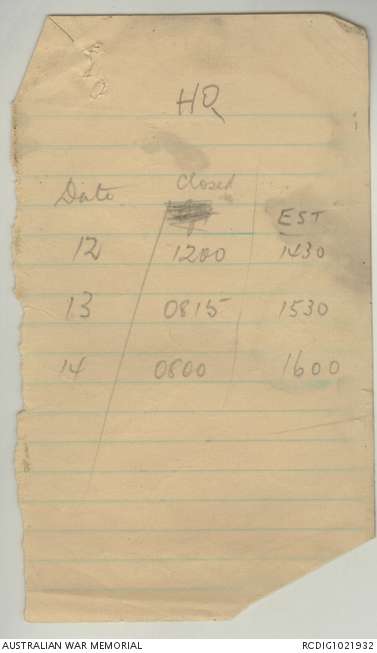 HQ
Date Closed EST
12 1200 1430
13 0815 1530
14 0800 1600
AUSTRALIAN WAR MEMORIAL RCDIG1021932